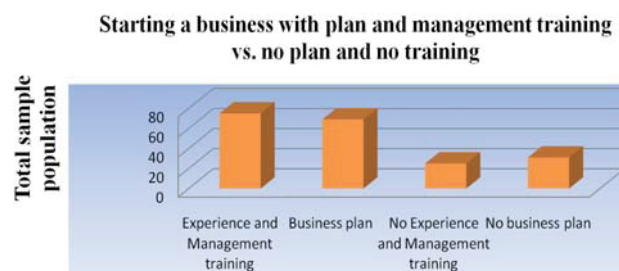 Starting a business with plan and management training
vs. no plan and no training
Total sample
population
80
60
40
20
0
Experience and
Management
training
Business plan
No Experience
and Management
training
No business plan